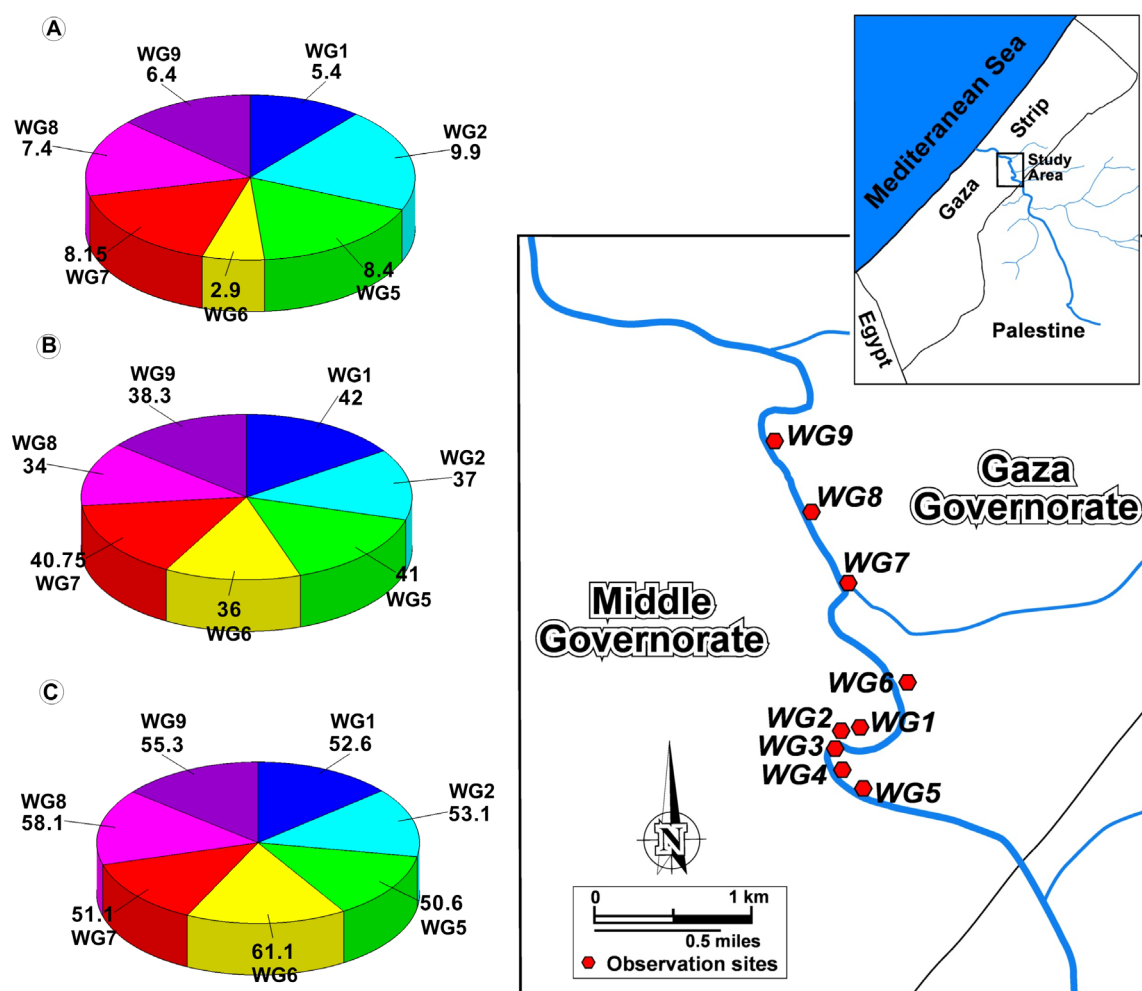 A
WG9
6.4
WG1
5.4
WG8
7.4
WG2
9.9
8.15
WG7
2.9
WG6
8.4
WG5
B
WG9
38.3
WG1
42
WG8
34
WG2
37
40.75
WG7
36
WG6
41
WG5
C
WG9
55.3
WG1
52.6
WG8
58.1
WG2
53.1
51.1
WG7
61.1
WG6
50.6
WG5
Mediteranean Sea
Strip
Gaza
Study
Area
Egypt
Palestine
WG9
WG8
WG7
WG6
WG2
WG1
WG3
WG4
WG5
Gaza
Governorate
Middle
Governorate
N
0
1 km
0.5 miles
Observation sites